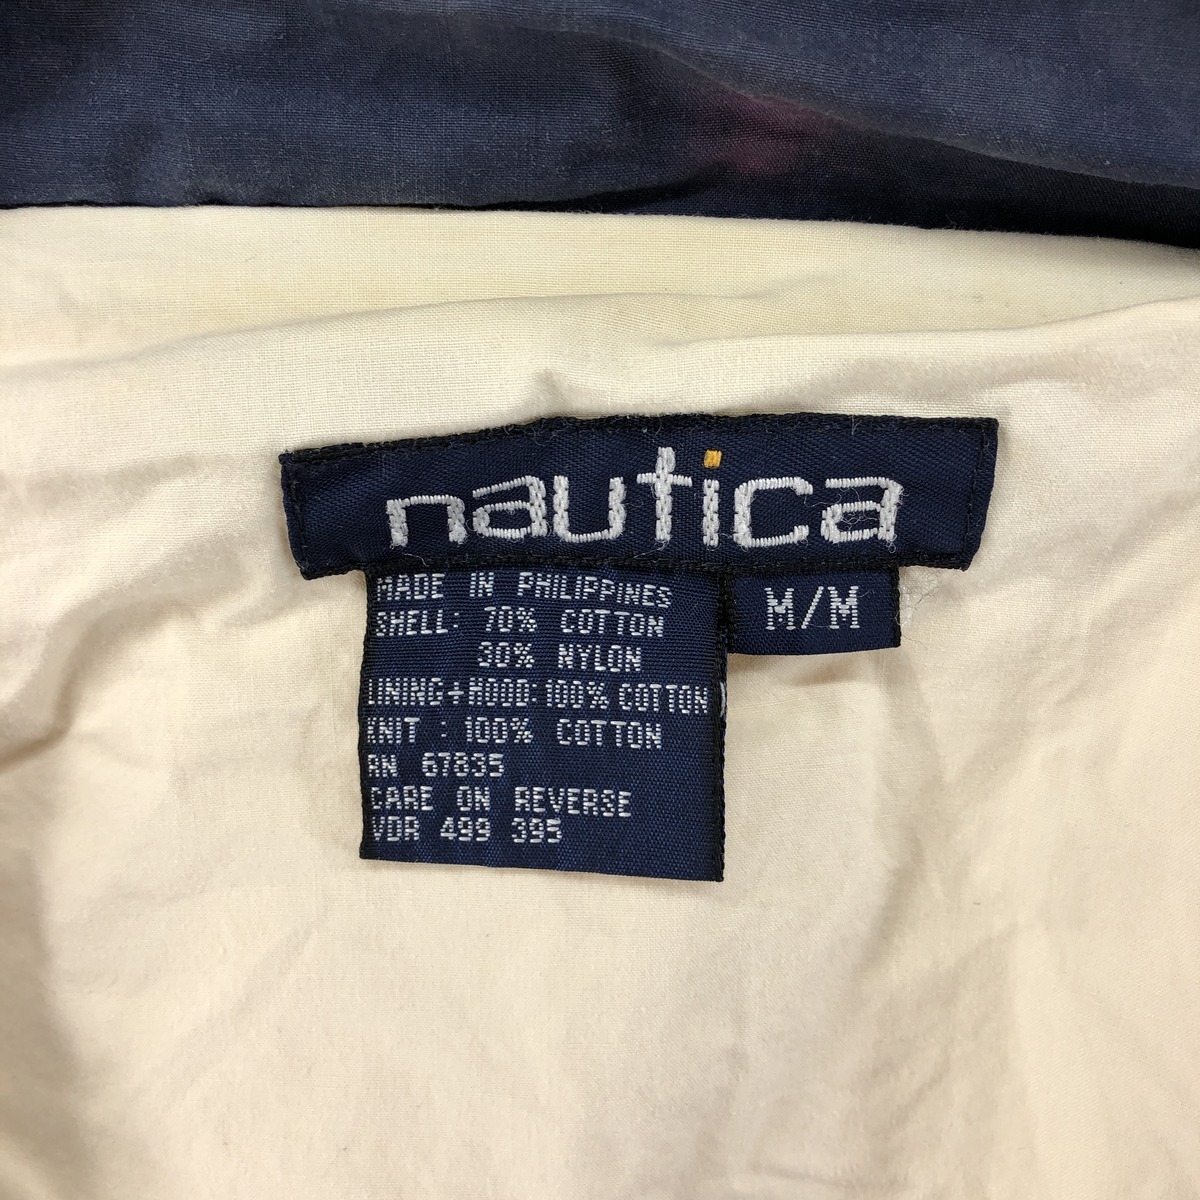 nautica
M/M
MADE IN PHILIPPINES
SHELL: 70% COTTON
30% NYLON
LINING+HOOD: 100% COTTON
KNIT : 100% COTTON
RN 67835
CARE ON REVERSE
VDR 499 395